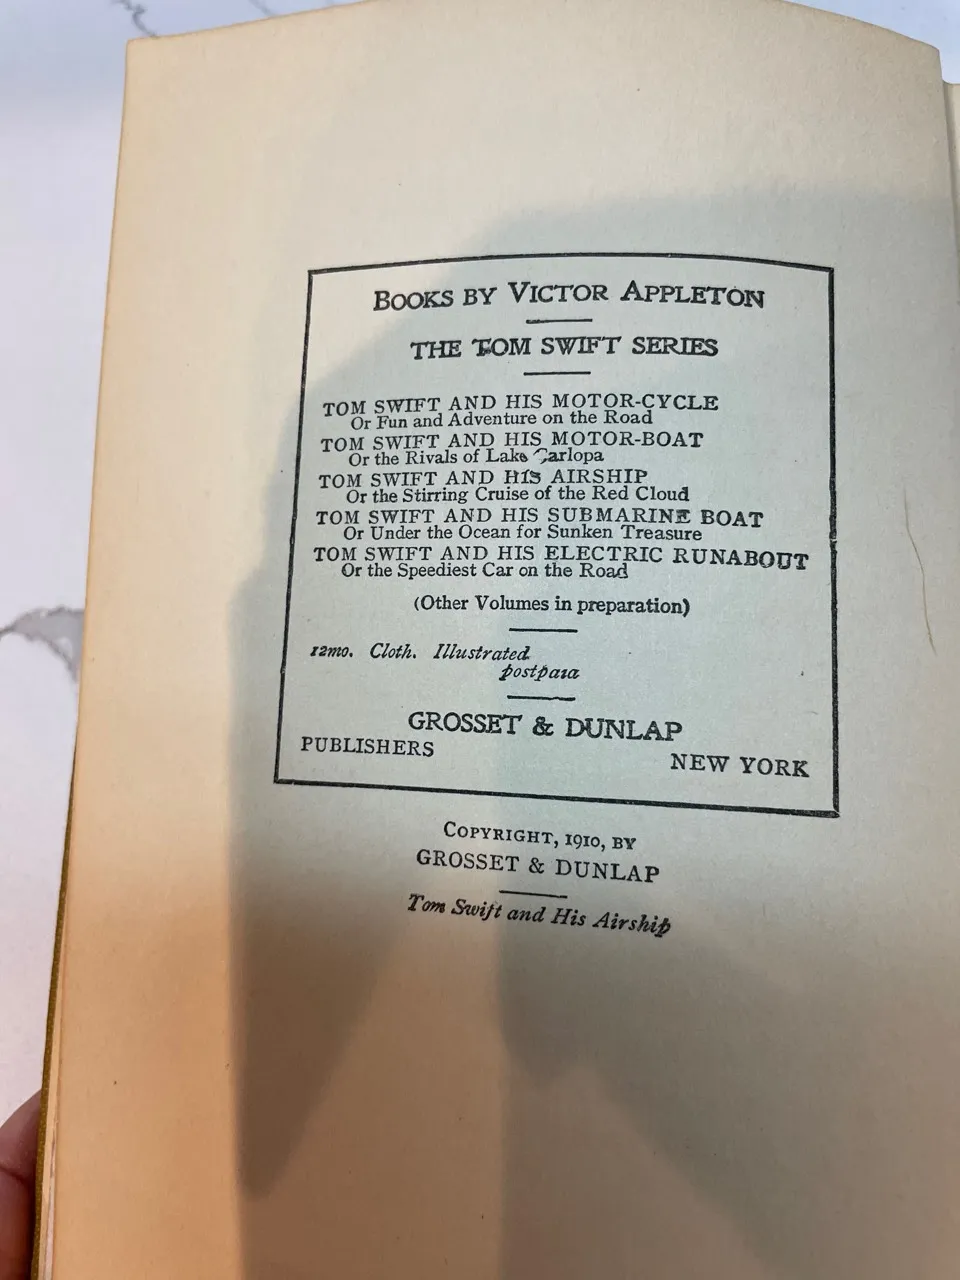 BOOKS BY VICTOR APPLETON
THE TOM SWIFT SERIES
TOM SWIFT AND HIS MOTOR-CYCLE
Or Fun and Adventure on the Road
TOM SWIFT AND HIS MOTOR-BOAT
Or the Rivals of Lake Carlopa
TOM SWIFT AND HIS AIRSHIP
Or the Stirring Cruise of the Red Cloud
TOM SWIFT AND HIS SUBMARINE BOAT
Or Under the Ocean for Sunken Treasure
TOM SWIFT AND HIS ELECTRIC RUNABOUT
Or the Speediest Car on the Road
(Other Volumes in preparation)
12mo. Cloth. Illustrated
postpaid
GROSSET & DUNLAP
PUBLISHERS NEW YORK
COPYRIGHT, 1910, BY
GROSSET & DUNLAP
Tom Swift and His Airship